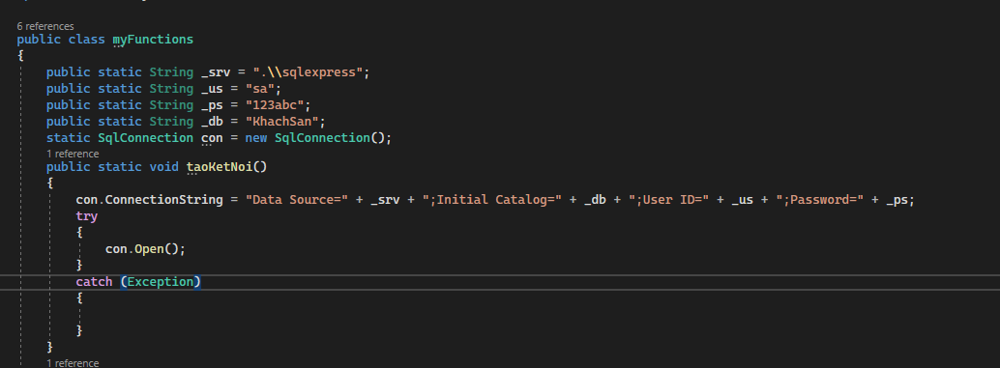 6 references
public class myFunctions
{
public static String _srv = ".\\sqlexpress";
public static String _us = "sa";
public static String _ps = "123abc";
public static String _db = "KhachSan";
static SqlConnection con = new SqlConnection();
1 reference
public static void taoKetNoi()
{
con.ConnectionString = "Data Source=" + _srv + ";Initial Catalog=" + _db + ";User ID=" + _us + ";Password=" + _ps;
try
{
con.Open();
}
catch (Exception)
{
}
}
1 reference